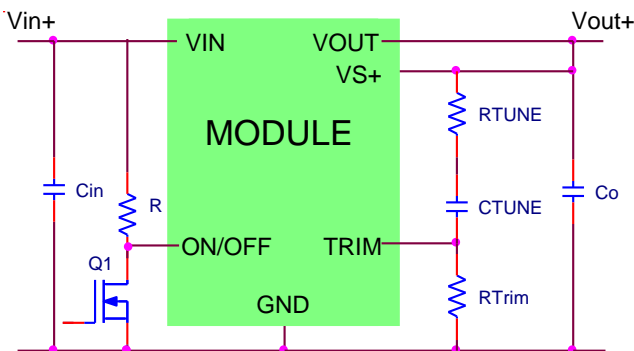 Vin+
Vout+
VIN
VOUT
VS+
RTUNE
MODULE
Cin
R
CTUNE
Co
ON/OFF
TRIM
Q1
GND
RTrim